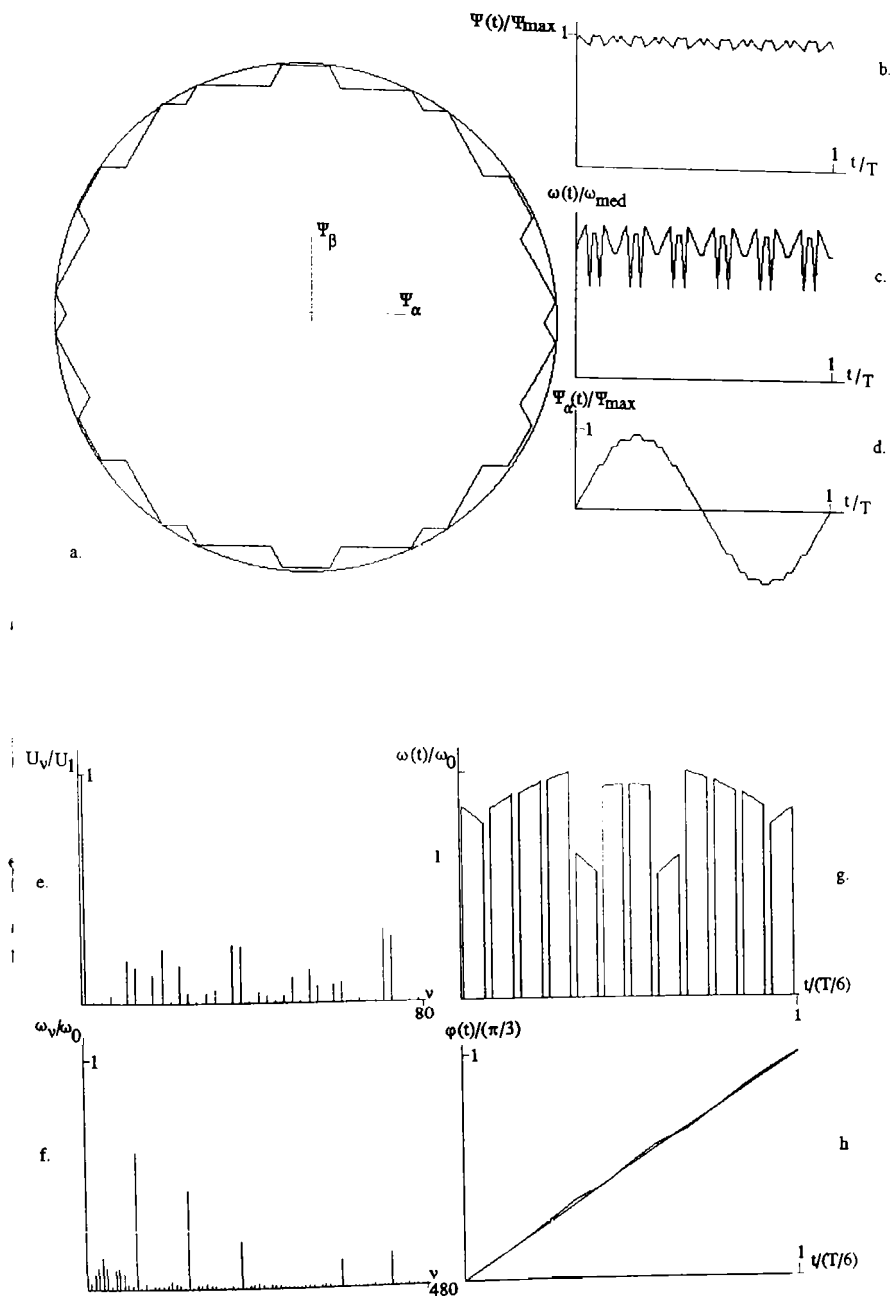 Ψ(t)/Ψmax
1
b.
1
t/T
ω(t)/ωmed
c.
1
t/T
Ψβ
Ψα
Ψα(t)/Ψmax
1
d.
1
t/T
a.
Uν/U1
1
e.
ν
80
ω(t)/ω0
1
g.
t/(T/6)
1
ων/ω0
1
f.
ν
480
φ(t)/(π/3)
1
h
1
t/(T/6)